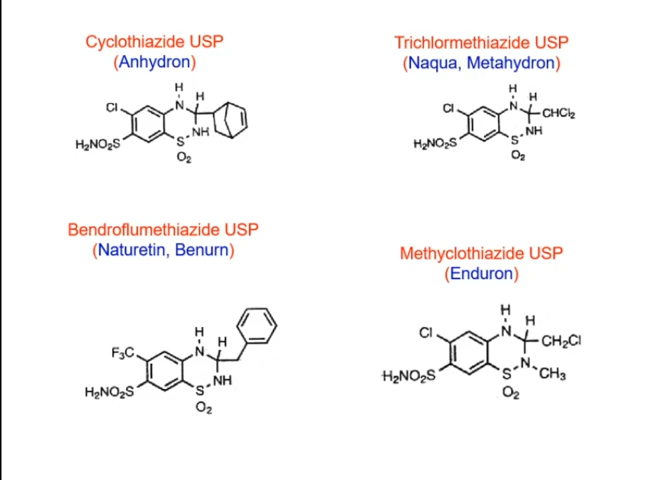 Cyclothiazide USP
(Anhydron)
H
N
H
Cl
NH
H₂NO₂S
S
O₂
Trichlormethiazide USP
(Naqua, Metahydron)
H
N
H
Cl
CHCl₂
NH
H₂NO₂S
S
O₂
Bendroflumethiazide USP
(Naturetin, Benurn)
H
N
H
F₃C
NH
H₂NO₂S
S
O₂
Methyclothiazide USP
(Enduron)
H
N
H
Cl
CH₂Cl
N
H₂NO₂S
S
CH₃
O₂